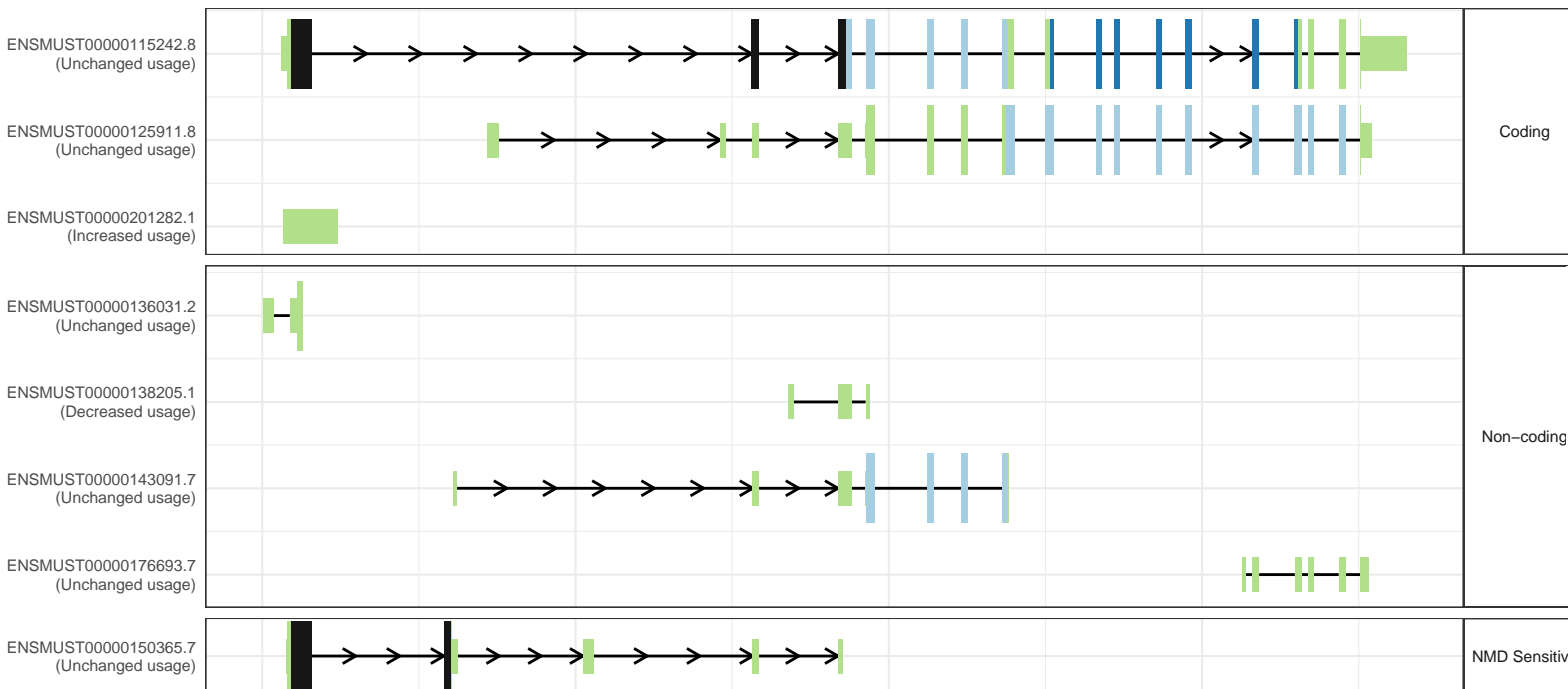 ENSMUST00000115242.8
(Unchanged usage)
ENSMUST00000125911.8
(Unchanged usage)
ENSMUST00000201282.1
(Increased usage)
Coding
ENSMUST00000136031.2
(Unchanged usage)
ENSMUST00000138205.1
(Decreased usage)
ENSMUST00000143091.7
(Unchanged usage)
ENSMUST00000176693.7
(Unchanged usage)
Non−coding
ENSMUST00000150365.7
(Unchanged usage)
NMD Sensitiv